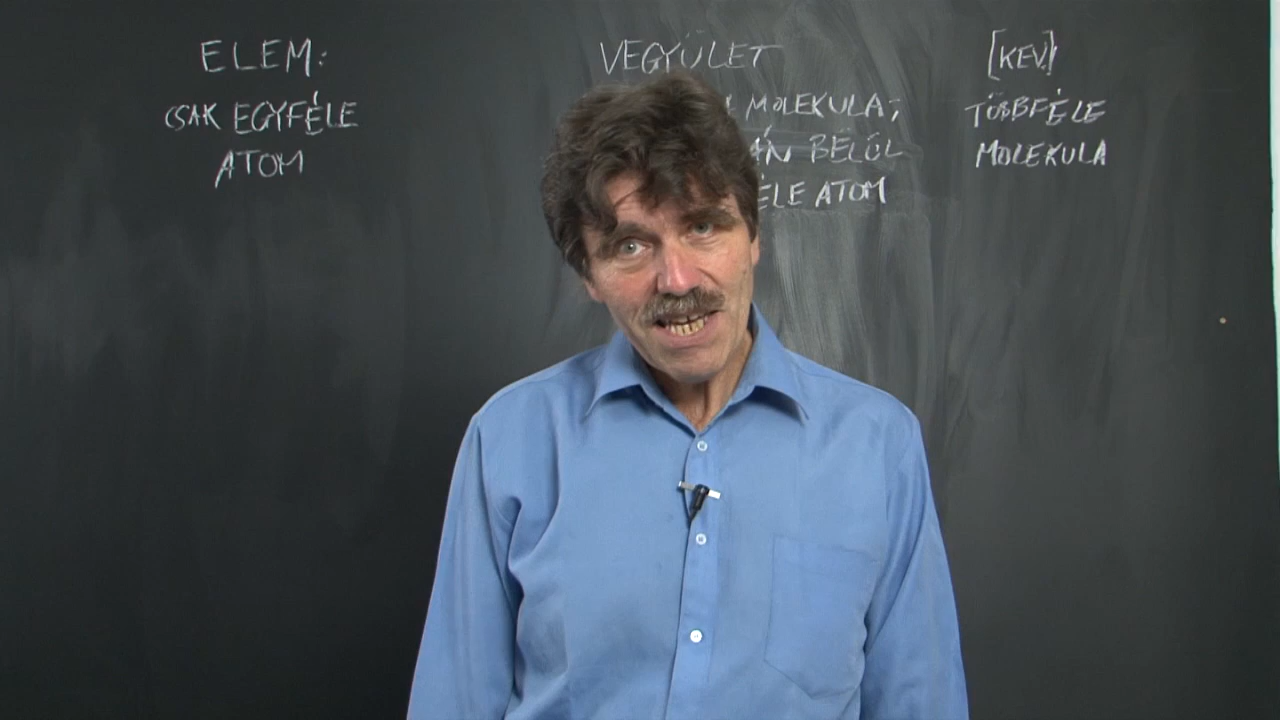 ELEM:
CSAK EGYFÉLE
ATOM
VEGYÜLET
MOLEKULA;
BELÜL
ATOM
[KEV.]
TÖBBFÉLE
MOLEKULA